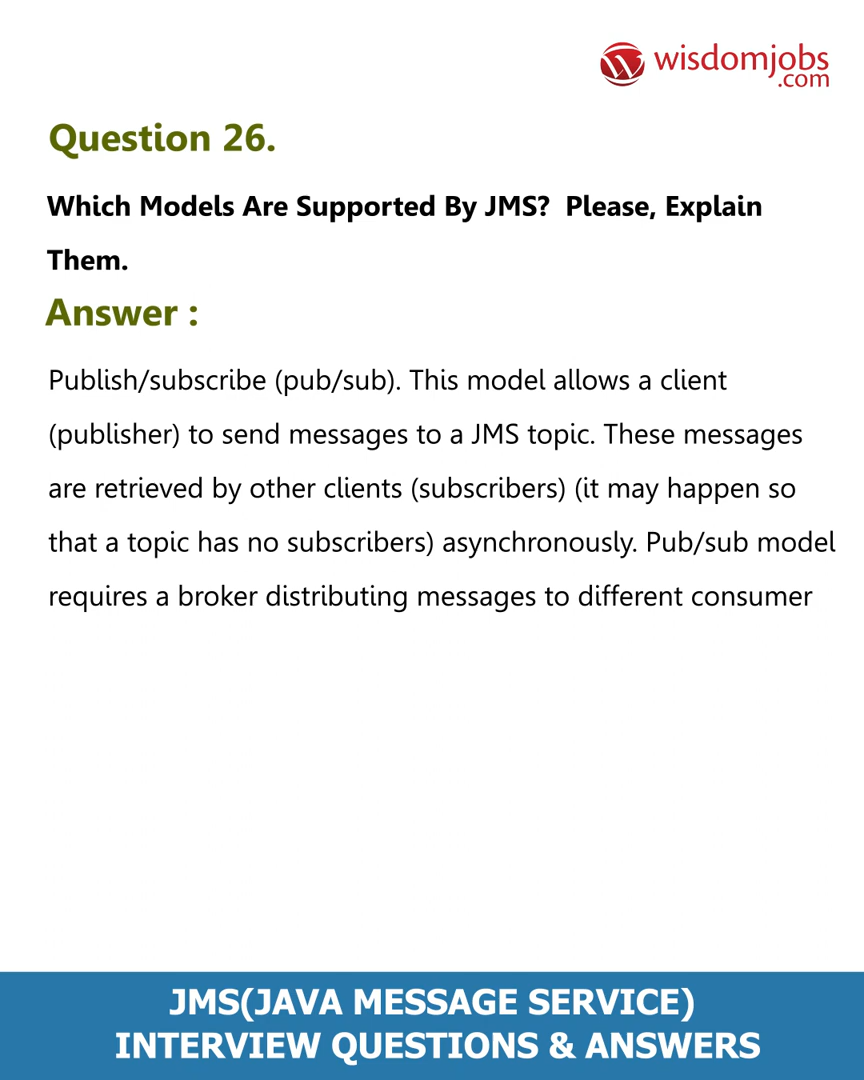 wisdomjobs
.com
Question 26.
Which Models Are Supported By JMS?  Please, Explain
Them.
Answer :
Publish/subscribe (pub/sub). This model allows a client
(publisher) to send messages to a JMS topic. These messages
are retrieved by other clients (subscribers) (it may happen so
that a topic has no subscribers) asynchronously. Pub/sub model
requires a broker distributing messages to different consumer
JMS(JAVA MESSAGE SERVICE)
INTERVIEW QUESTIONS & ANSWERS